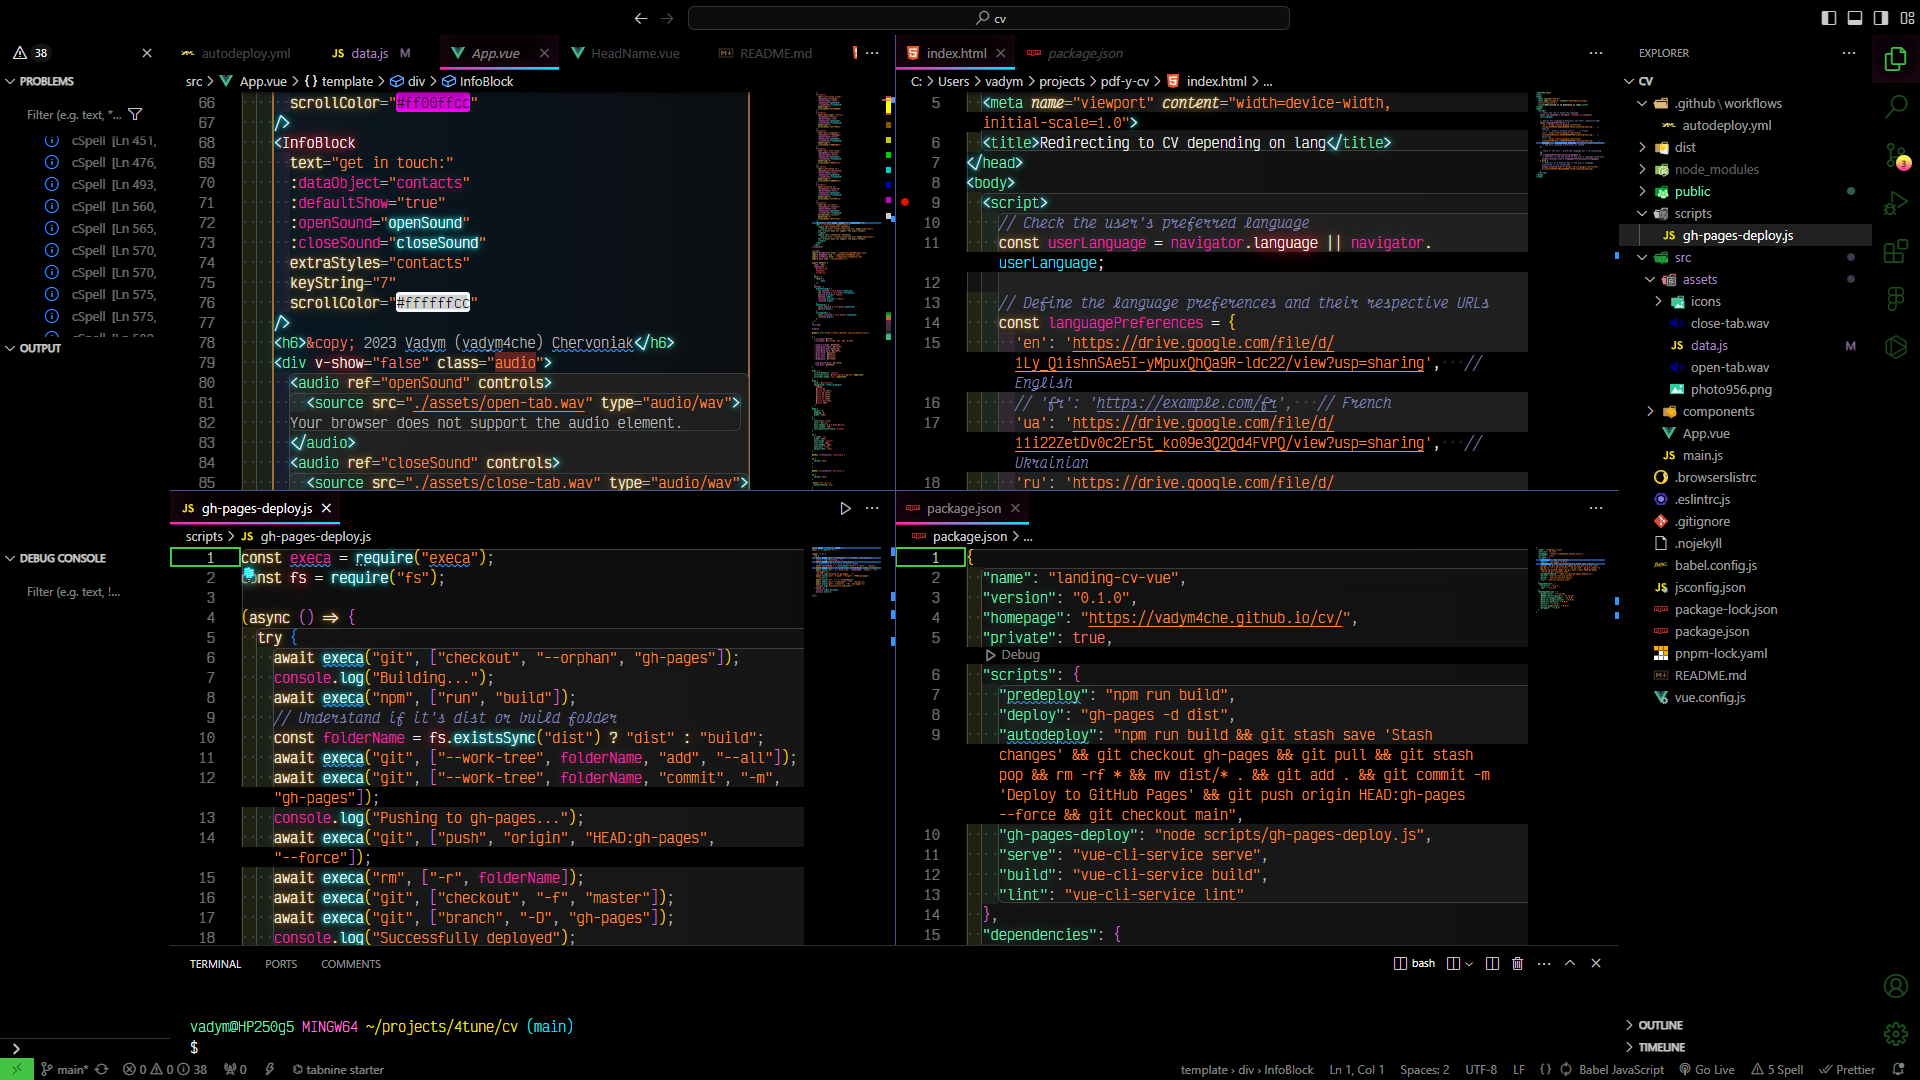 cv
38
PROBLEMS
Filter (e.g. text, *...
cSpell [Ln 451,
cSpell [Ln 476,
cSpell [Ln 493,
cSpell [Ln 560,
cSpell [Ln 565,
cSpell [Ln 570,
cSpell [Ln 570,
cSpell [Ln 575,
cSpell [Ln 575,
OUTPUT
DEBUG CONSOLE
Filter (e.g. text, !...
autodeploy.yml
JS data.js M
App.vue
HeadName.vue
README.md
src > App.vue > {} template > div > InfoBlock
66 scrollColor="#ff00ffcc"
67 />
68 <InfoBlock
69 text="get in touch:"
70 :dataObject="contacts"
71 :defaultShow="true"
72 :openSound="openSound"
73 :closeSound="closeSound"
74 extraStyles="contacts"
75 keyString="7"
76 scrollColor="#ffffffcc"
77 />
78 <h6>&copy; 2023 Vadym (vadym4che) Chervoniak</h6>
79 <div v-show="false" class="audio">
80 <audio ref="openSound" controls>
81 <source src="./assets/open-tab.wav" type="audio/wav">
82 Your browser does not support the audio element.
83 </audio>
84 <audio ref="closeSound" controls>
85 <source src="./assets/close-tab.wav" type="audio/wav">
index.html
package.json
C: > Users > vadym > projects > pdf-y-cv > index.html > ...
5 <meta name="viewport" content="width=device-width,
initial-scale=1.0">
6 <title>Redirecting to CV depending on lang</title>
7 </head>
8 <body>
9 <script>
10 // Check the user's preferred language
11 const userLanguage = navigator.language || navigator.
userLanguage;
12
13 // Define the language preferences and their respective URLs
14 const languagePreferences = {
15 'en': 'https://drive.google.com/file/d/
1Ly_Q1ishnSAe5I-yMpuxQhQa9R-ldc22/view?usp=sharing', //
English
16 // 'fr': 'https://example.com/fr', // French
17 'ua': 'https://drive.google.com/file/d/
11i22ZetDv0c2Er5t_ko09e3Q2Qd4FVPQ/view?usp=sharing', //
Ukrainian
18 'ru': 'https://drive.google.com/file/d/
JS gh-pages-deploy.js
scripts > JS gh-pages-deploy.js
1 const execa = require("execa");
2 const fs = require("fs");
3
4 (async () => {
5 try {
6 await execa("git", ["checkout", "--orphan", "gh-pages"]);
7 console.log("Building...");
8 await execa("npm", ["run", "build"]);
9 // Understand if it's dist or build folder
10 const folderName = fs.existsSync("dist") ? "dist" : "build";
11 await execa("git", ["--work-tree", folderName, "add", "--all"]);
12 await execa("git", ["--work-tree", folderName, "commit", "-m",
"gh-pages"]);
13 console.log("Pushing to gh-pages...");
14 await execa("git", ["push", "origin", "HEAD:gh-pages",
"--force"]);
15 await execa("rm", ["-r", folderName]);
16 await execa("git", ["checkout", "-f", "master"]);
17 await execa("git", ["branch", "-D", "gh-pages"]);
18 console.log("Successfully deployed");
package.json
package.json > ...
1 {
2 "name": "landing-cv-vue",
3 "version": "0.1.0",
4 "homepage": "https://vadym4che.github.io/cv/",
5 "private": true,
Debug
6 "scripts": {
7 "predeploy": "npm run build",
8 "deploy": "gh-pages -d dist",
9 "autodeploy": "npm run build && git stash save 'Stash
changes' && git checkout gh-pages && git pull && git stash
pop && rm -rf * && mv dist/* . && git add . && git commit -m
'Deploy to GitHub Pages' && git push origin HEAD:gh-pages
--force && git checkout main",
10 "gh-pages-deploy": "node scripts/gh-pages-deploy.js",
11 "serve": "vue-cli-service serve",
12 "build": "vue-cli-service build",
13 "lint": "vue-cli-service lint"
14 },
15 "dependencies": {
TERMINAL PORTS COMMENTS
bash
vadym@HP250g5 MINGW64 ~/projects/4tune/cv (main)
$
EXPLORER
CV
.github\workflows
autodeploy.yml
dist
node_modules
public
scripts
JS gh-pages-deploy.js
src
assets
icons
close-tab.wav
JS data.js M
open-tab.wav
photo956.png
components
App.vue
JS main.js
.browserslistrc
.eslintrc.js
.gitignore
.nojekyll
babel.config.js
JS jsconfig.json
package-lock.json
package.json
pnpm-lock.yaml
README.md
vue.config.js
OUTLINE
TIMELINE
3
main* 0 0 38 0 tabnine starter
template > div > InfoBlock Ln 1, Col 1 Spaces: 2 UTF-8 LF {} Babel JavaScript Go Live 5 Spell Prettier